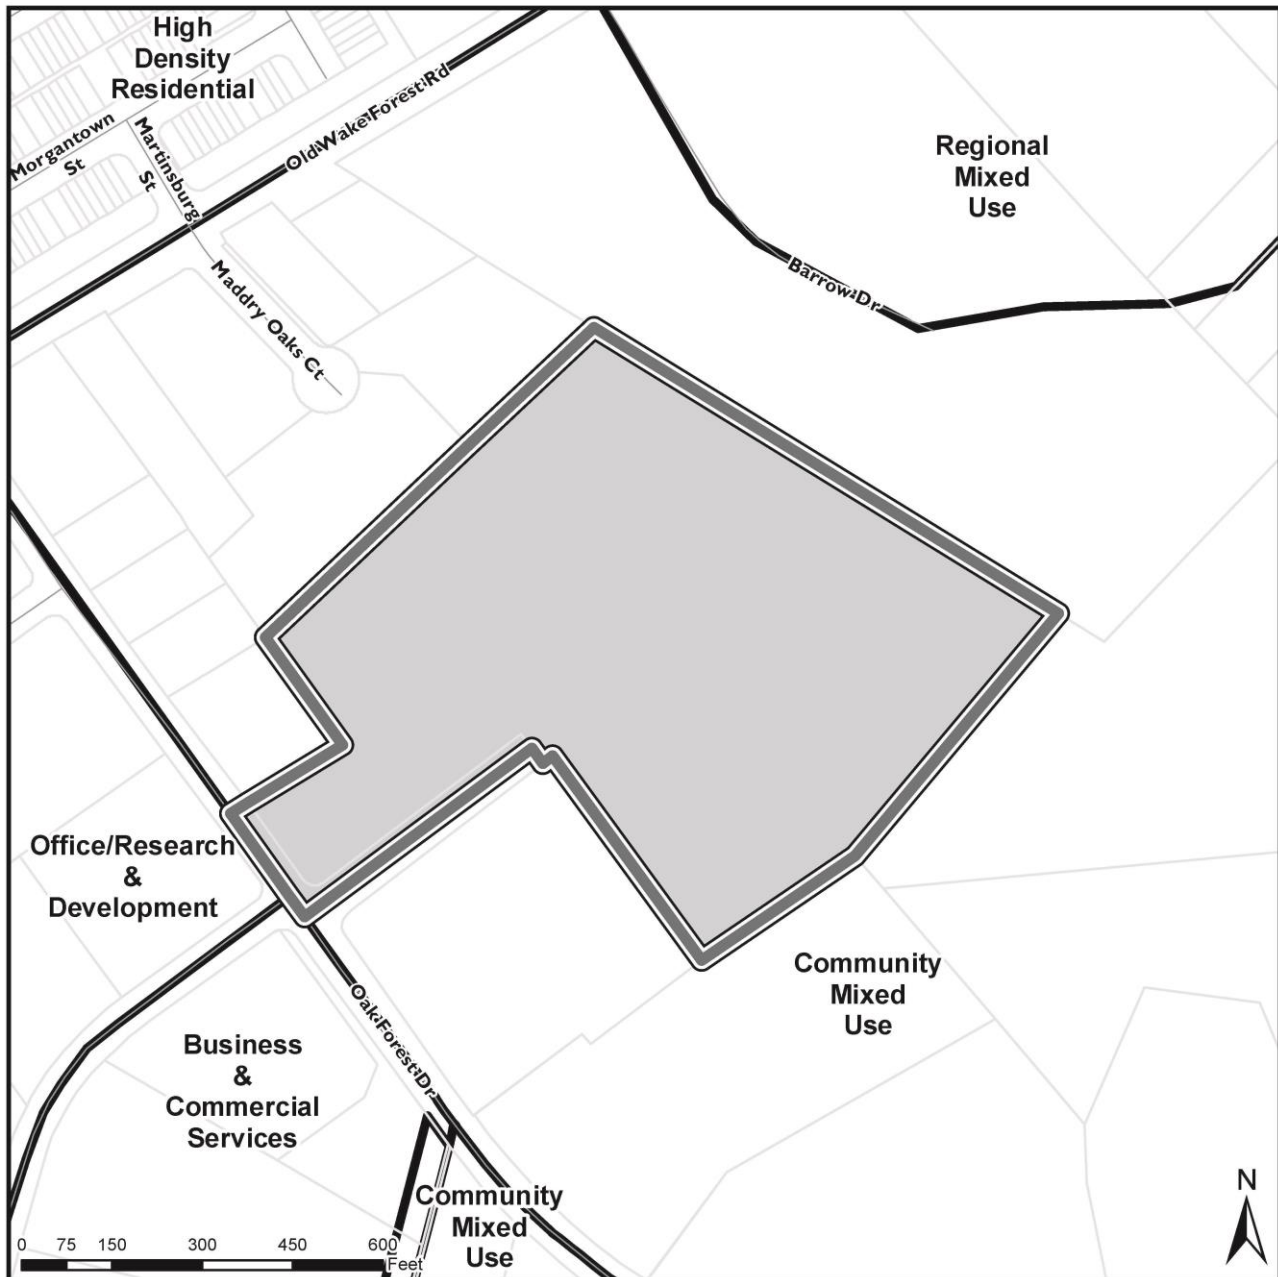 High
Density
Residential
Morgantown
St
Martinsburg
St
Old Wake Forest Rd
Regional
Mixed
Use
Barrow Dr
Maddry Oaks Ct
Office/Research
&
Development
Community
Mixed
Use
Oak Forest Dr
Business
&
Commercial
Services
Community
Mixed
Use
N
0 75 150 300 450 600
Feet